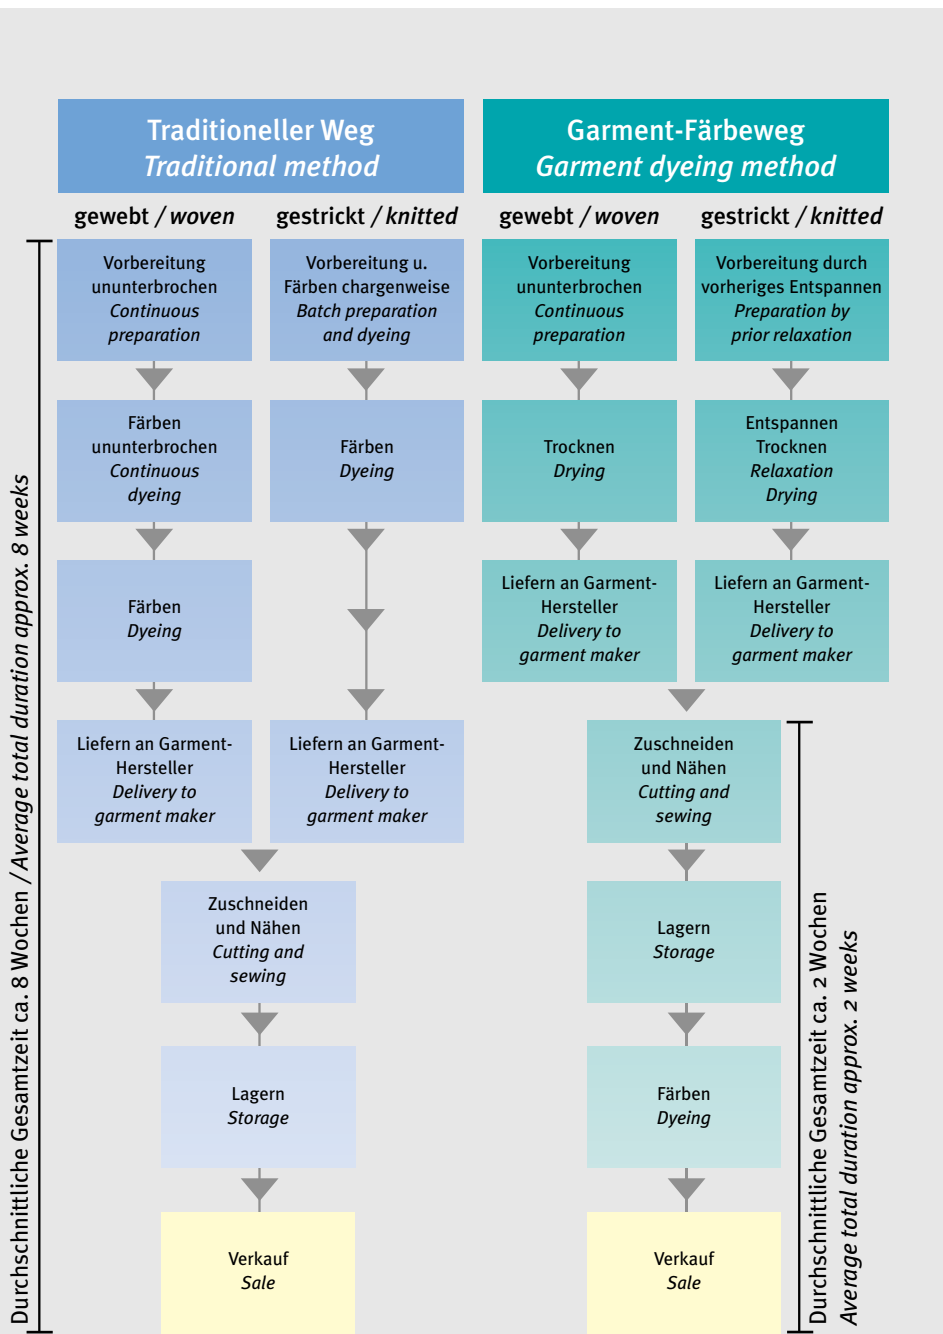 Traditioneller Weg
Traditional method
Garment-Färbeweg
Garment dyeing method
gewebt / woven
gestrickt / knitted
gewebt / woven
gestrickt / knitted
Vorbereitung
ununterbrochen
Continuous
preparation
Vorbereitung u.
Färben chargenweise
Batch preparation
and dyeing
Vorbereitung
ununterbrochen
Continuous
preparation
Vorbereitung durch
vorheriges Entspannen
Preparation by
prior relaxation
Färben
ununterbrochen
Continuous
dyeing
Färben
Dyeing
Trocknen
Drying
Entspannen
Trocknen
Relaxation
Drying
Färben
Dyeing
Liefern an Garment-
Hersteller
Delivery to
garment maker
Liefern an Garment-
Hersteller
Delivery to
garment maker
Liefern an Garment-
Hersteller
Delivery to
garment maker
Liefern an Garment-
Hersteller
Delivery to
garment maker
Zuschneiden
und Nähen
Cutting and
sewing
Zuschneiden
und Nähen
Cutting and
sewing
Lagern
Storage
Lagern
Storage
Färben
Dyeing
Verkauf
Sale
Verkauf
Sale
Durchschnittliche Gesamtzeit ca. 8 Wochen / Average total duration approx. 8 weeks
Durchschnittliche Gesamtzeit ca. 2 Wochen
Average total duration approx. 2 weeks